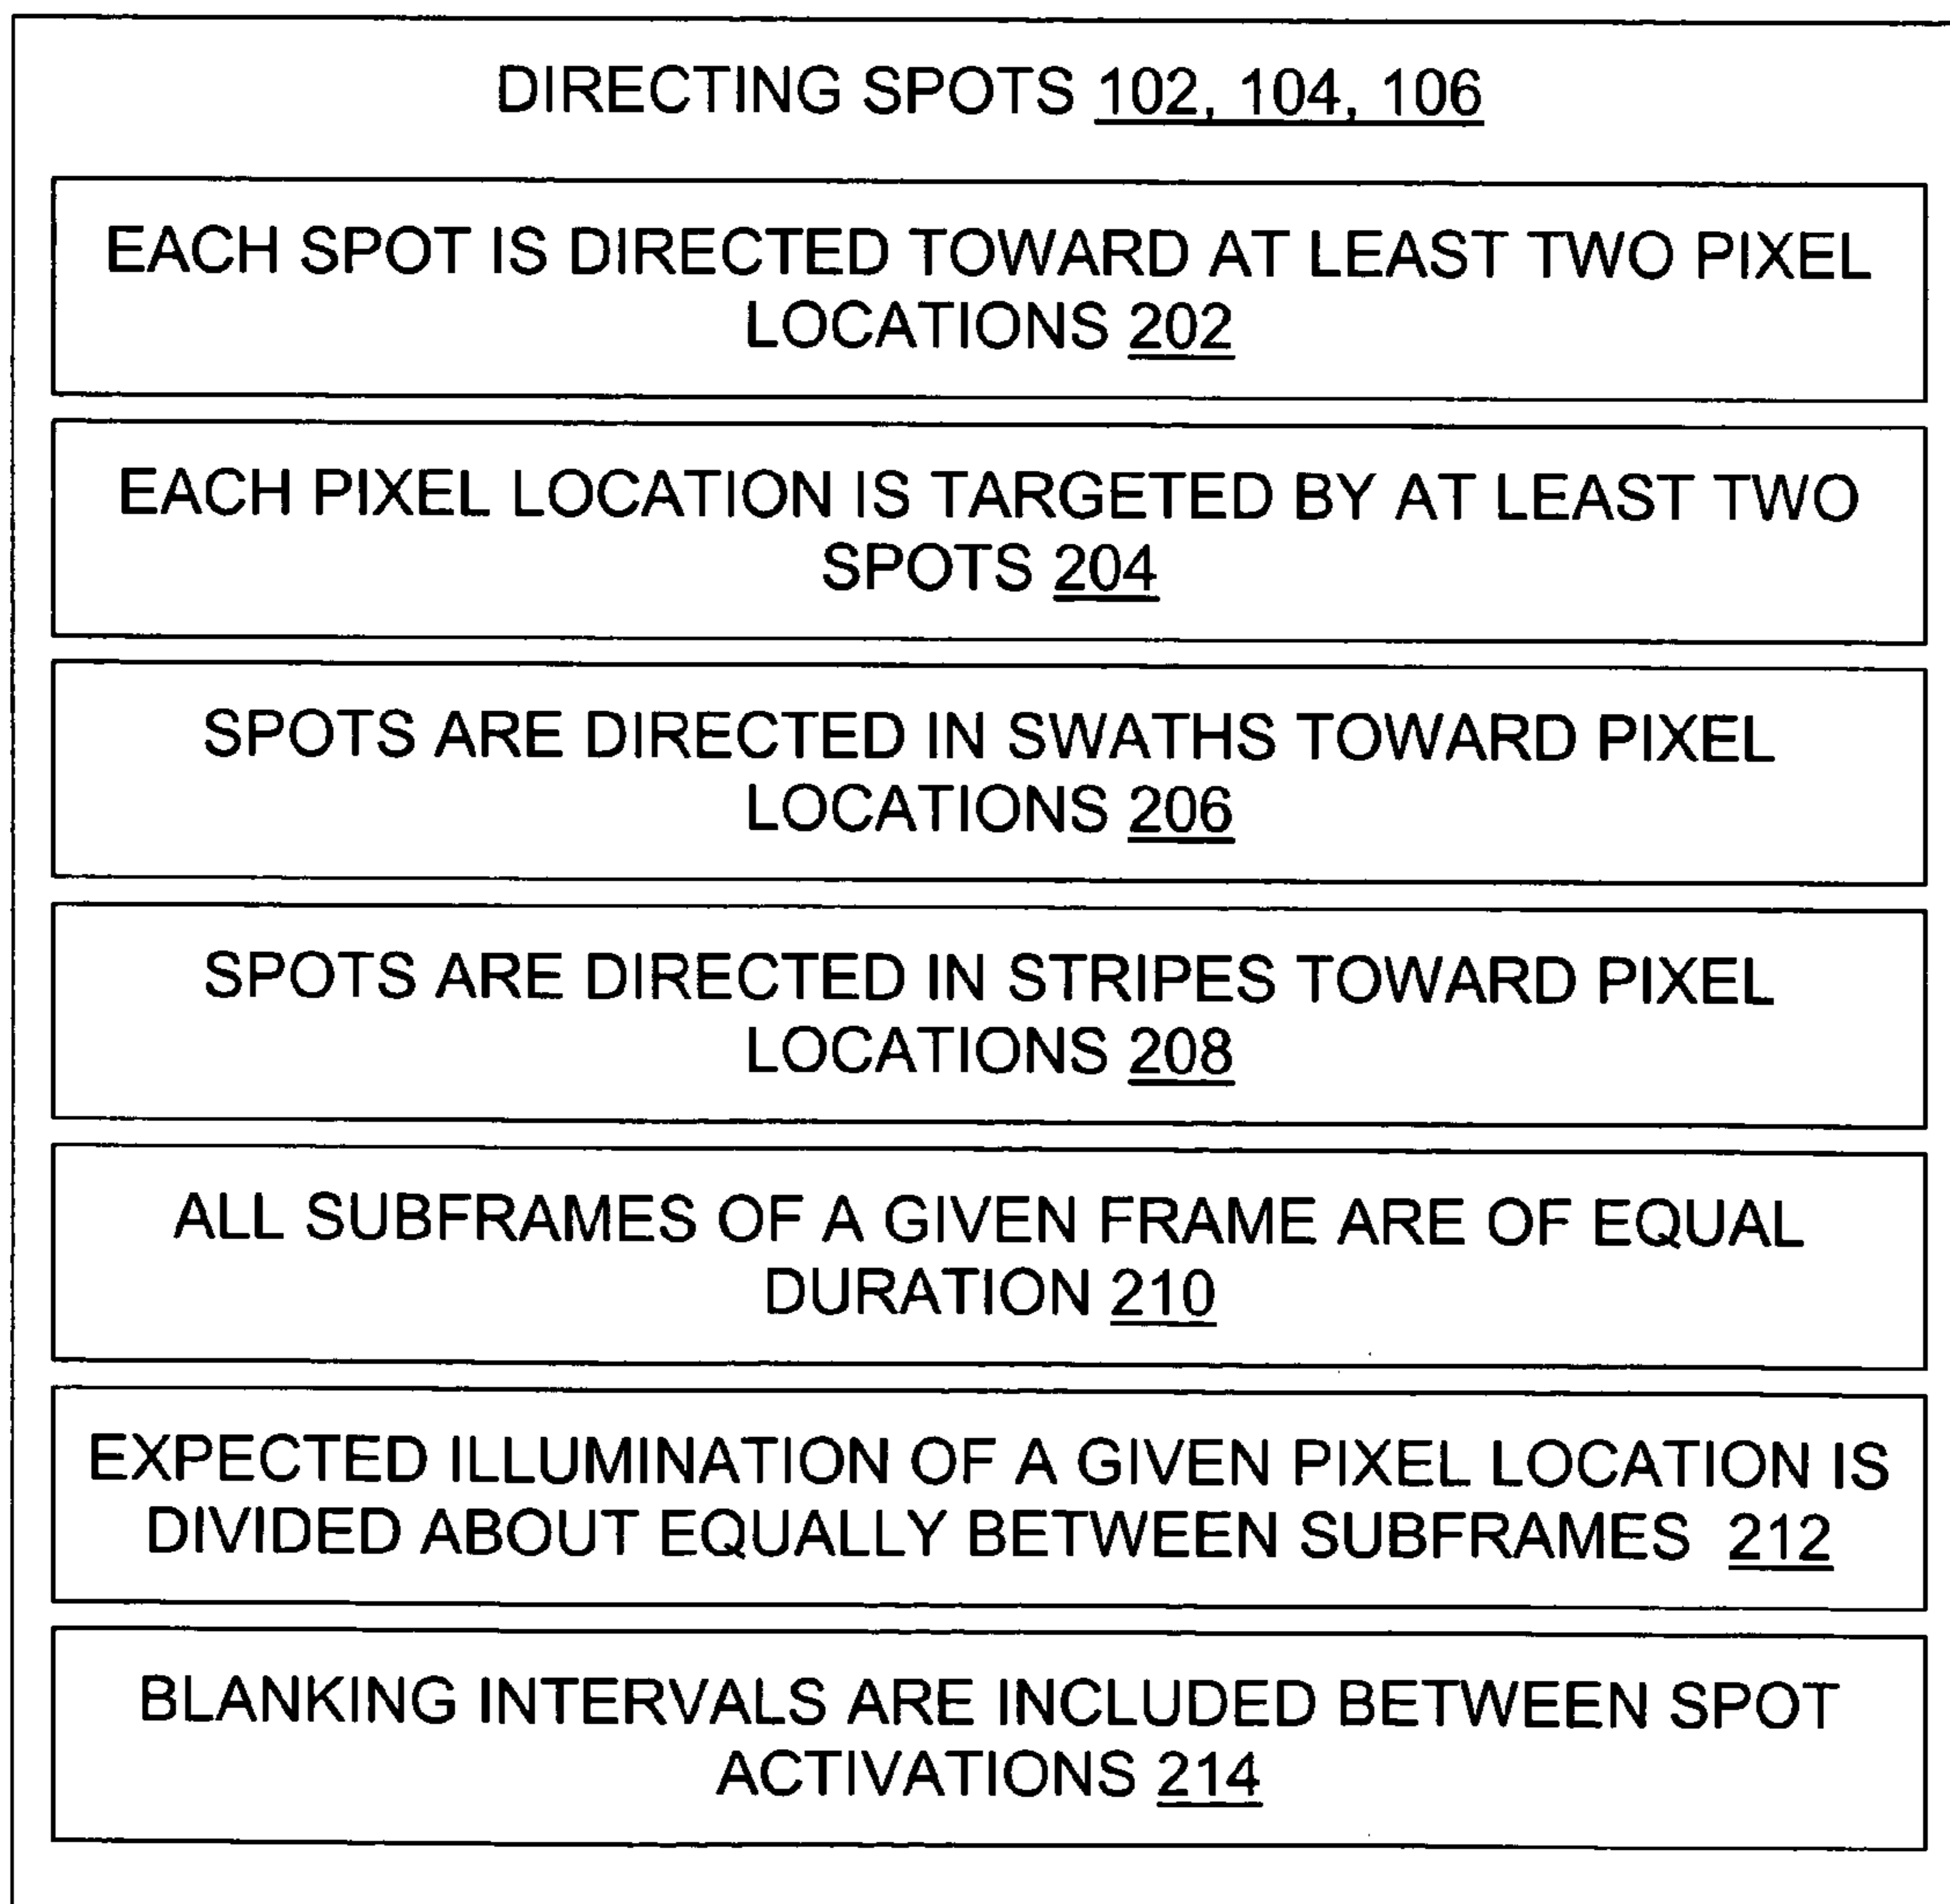 DIRECTING SPOTS 102, 104, 106
EACH SPOT IS DIRECTED TOWARD AT LEAST TWO PIXEL
LOCATIONS 202
EACH PIXEL LOCATION IS TARGETED BY AT LEAST TWO
SPOTS 204
SPOTS ARE DIRECTED IN SWATHS TOWARD PIXEL
LOCATIONS 206
SPOTS ARE DIRECTED IN STRIPES TOWARD PIXEL
LOCATIONS 208
ALL SUBFRAMES OF A GIVEN FRAME ARE OF EQUAL
DURATION 210
EXPECTED ILLUMINATION OF A GIVEN PIXEL LOCATION IS
DIVIDED ABOUT EQUALLY BETWEEN SUBFRAMES 212
BLANKING INTERVALS ARE INCLUDED BETWEEN SPOT
ACTIVATIONS 214